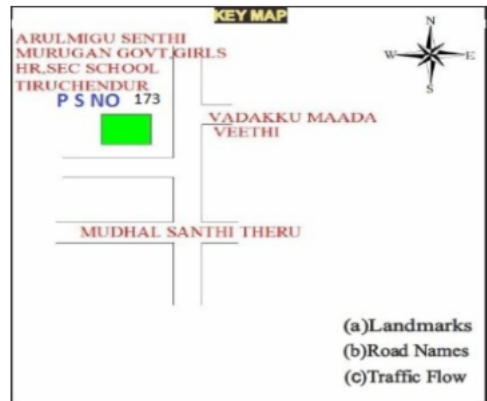 KEY MAP
ARULMIGU SENTHI
MURUGAN GOVT,GIRLS
HR,SEC SCHOOL
TIRUCHENDUR
P S NO 173
N
W E
S
VADAKKU MAADA
VEETHI
MUDHAL SANTHI THERU
(a)Landmarks
(b)Road Names
(c)Traffic Flow